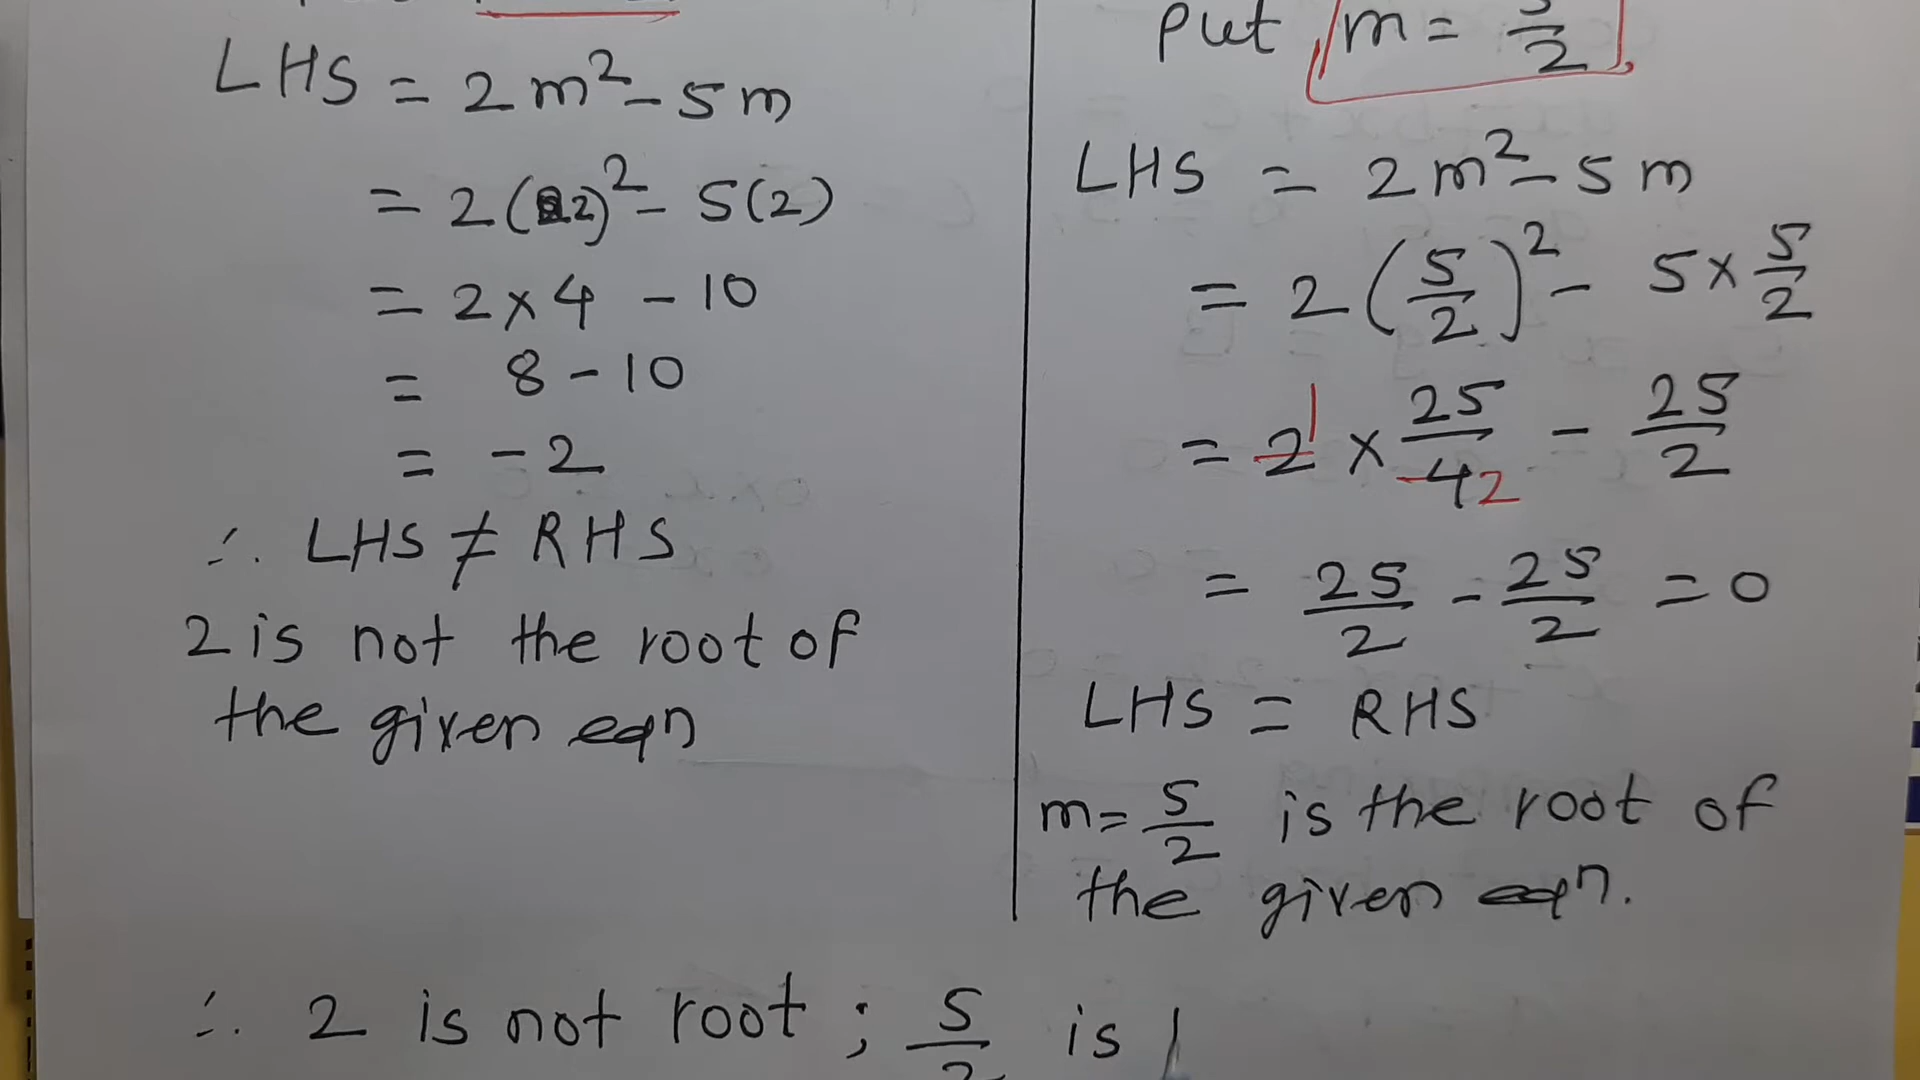 LHS = 2m² - 5m
= 2(2)² - 5(2)
= 2 × 4 - 10
= 8 - 10
= -2
∴ LHS ≠ RHS
2 is not the root of
the given eqn
Put m = 5/2
LHS = 2m² - 5m
= 2(5/2)² - 5 × 5/2
= 2 1 × 25/4 2 - 25/2
= 25/2 - 25/2 = 0
LHS = RHS
m = 5/2 is the root of
the given eqn.
∴ 2 is not root ; 5/2 is